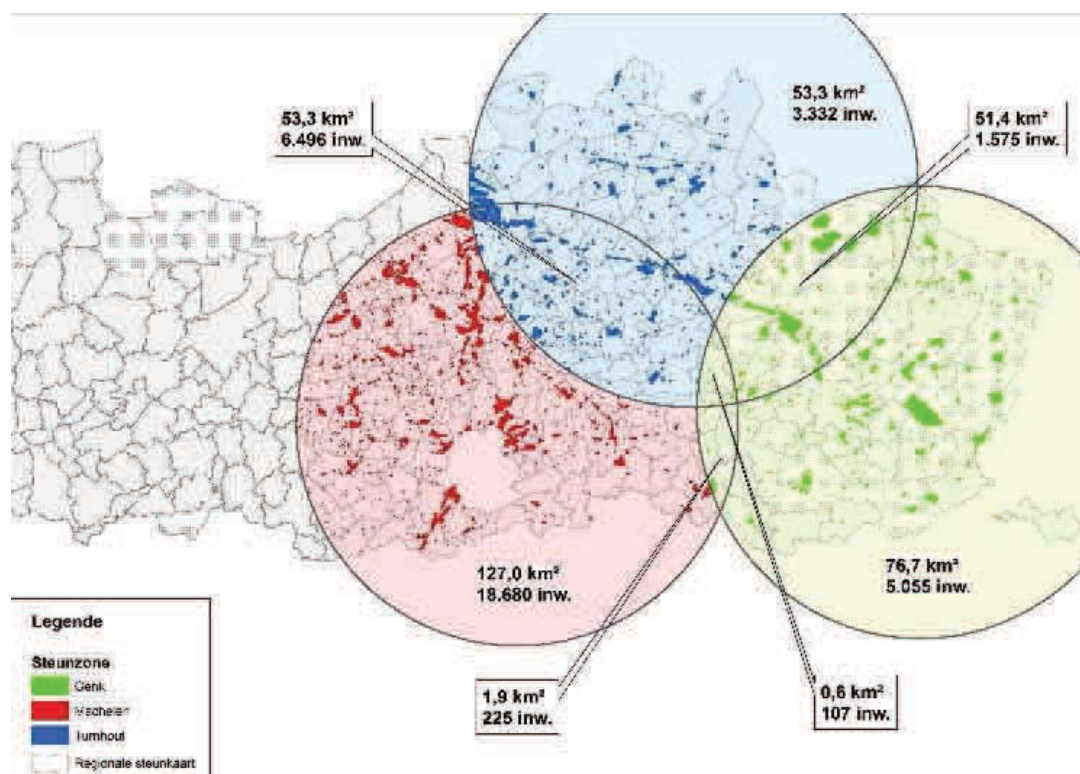 53,3 km²
6.496 inw.
53,3 km²
3.332 inw.
51,4 km²
1.575 inw.
127,0 km²
18.680 inw.
76,7 km²
5.055 inw.
1,9 km²
225 inw.
0,6 km²
107 inw.
Legende
Steunzone
Genk
Machelen
Turnhout
Regionale steunkaart